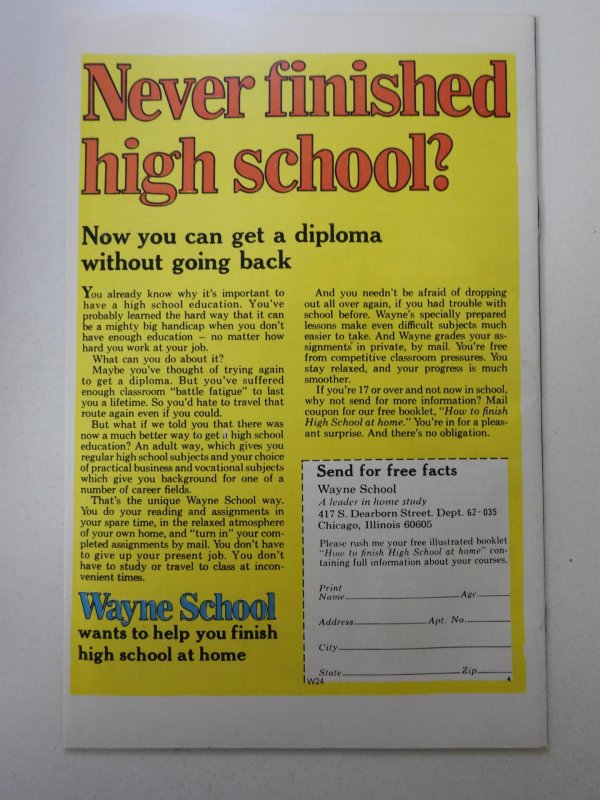 Never finished
high school?
Now you can get a diploma
without going back
You already know why it's important to
have a high school education. You've
probably learned the hard way that it can
be a mighty big handicap when you don't
have enough education — no matter how
hard you work at your job.
What can you do about it?
Maybe you've thought of trying again
to get a diploma. But you've suffered
enough classroom "battle fatigue" to last
you a lifetime. So you'd hate to travel that
route again even if you could.
But what if we told you that there was
now a much better way to get a high school
education? An adult way, which gives you
regular high school subjects and your choice
of practical business and vocational subjects
which give you background for one of a
number of career fields.
That's the unique Wayne School way.
You do your reading and assignments in
your spare time, in the relaxed atmosphere
of your own home, and "turn in" your com-
pleted assignments by mail. You don't have
to give up your present job. You don't
have to study or travel to class at incon-
venient times.
Wayne School
wants to help you finish
high school at home
And you needn't be afraid of dropping
out all over again, if you had trouble with
school before. Wayne's specially prepared
lessons make even difficult subjects much
easier to take. And Wayne grades your as-
signments in private, by mail. You're free
from competitive classroom pressures. You
stay relaxed, and your progress is much
smoother.
If you're 17 or over and not now in school,
why not send for more information? Mail
coupon for our free booklet, "How to finish
High School at home." You're in for a pleas-
ant surprise. And there's no obligation.
Send for free facts
Wayne School
A leader in home study
417 S. Dearborn Street. Dept. 62-035
Chicago, Illinois 60605
Please rush me your free illustrated booklet
"How to finish High School at home" con-
taining full information about your courses.
Print
Name Age
Address Apt. No.
City
State Zip
W24 4